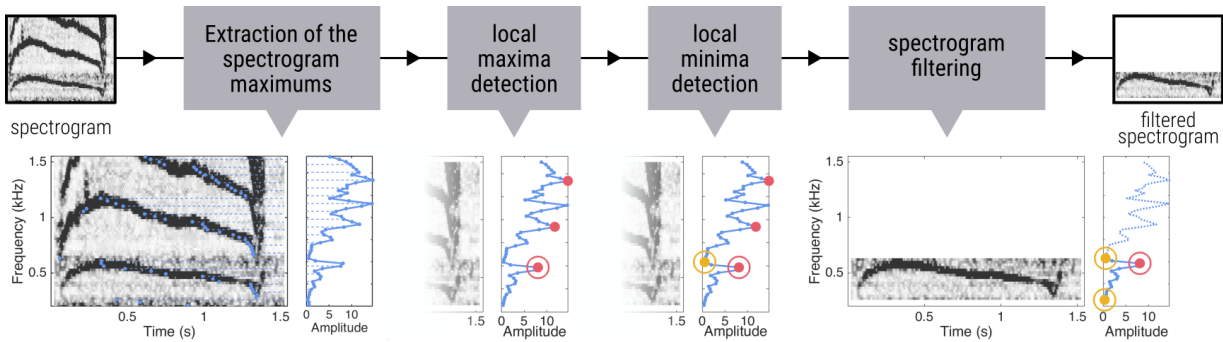 spectrogram
Extraction of the
spectrogram
maximums
local
maxima
detection
local
minima
detection
spectrogram
filtering
filtered
spectrogram
Frequency (kHz)
1.5
1
0.5
0.5
1
1.5
Time (s)
0
5
10
Amplitude
1.5
0
5
10
Amplitude
1.5
0
5
10
Amplitude
Frequency (kHz)
1.5
1
0.5
0.5
1
1.5
Time (s)
0
5
10
Amplitude